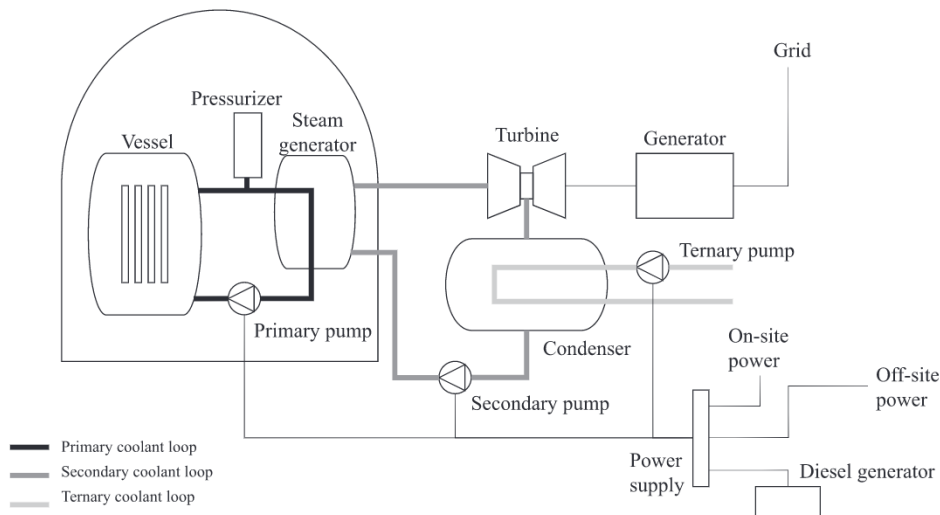 Grid
Pressurizer
Steam
generator
Vessel
Turbine
Generator
Ternary pump
Primary pump
Condenser
On-site
power
Off-site
power
Secondary pump
Primary coolant loop
Secondary coolant loop
Ternary coolant loop
Power
supply
Diesel generator